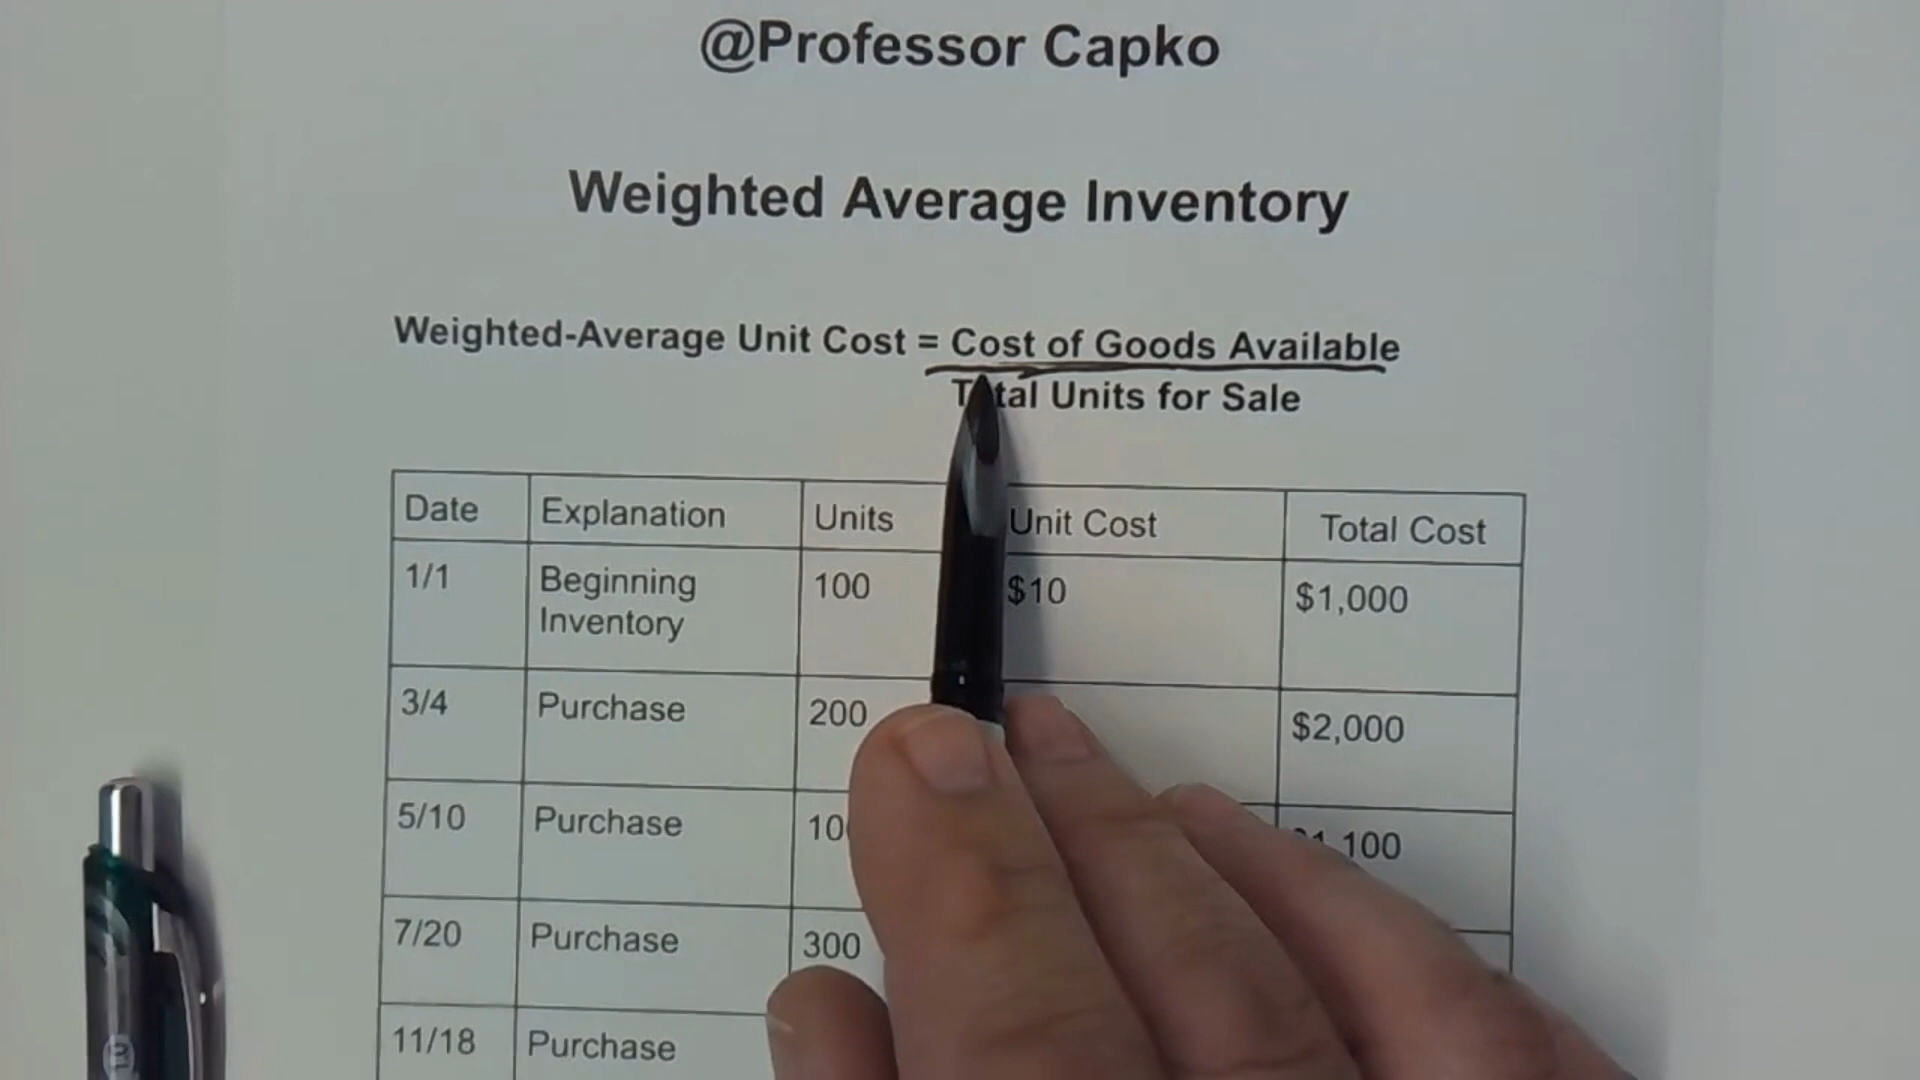 @Professor Capko
Weighted Average Inventory
Weighted-Average Unit Cost = Cost of Goods Available
Total Units for Sale
Date Explanation Units Unit Cost Total Cost
1/1 Beginning Inventory 100 $10 $1,000
3/4 Purchase 200 $2,000
5/10 Purchase
7/20 Purchase 300
11/18 Purchase